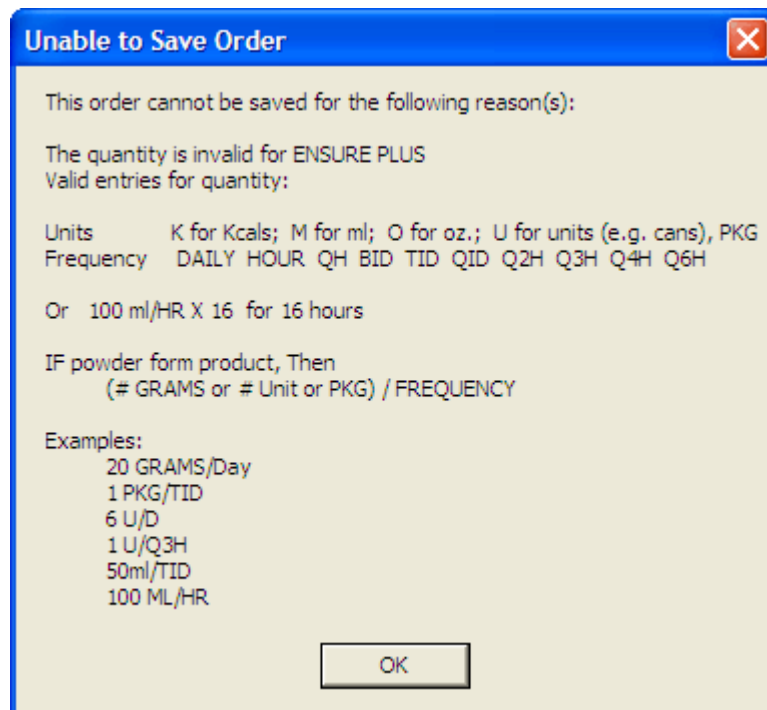 Unable to Save Order
This order cannot be saved for the following reason(s):
The quantity is invalid for ENSURE PLUS
Valid entries for quantity:
Units K for Kcals; M for ml; O for oz.; U for units (e.g. cans), PKG
Frequency DAILY HOUR QH BID TID QID Q2H Q3H Q4H Q6H
Or 100 ml/HR X 16 for 16 hours
IF powder form product, Then
(# GRAMS or # Unit or PKG) / FREQUENCY
Examples:
20 GRAMS/Day
1 PKG/TID
6 U/D
1 U/Q3H
50ml/TID
100 ML/HR
OK